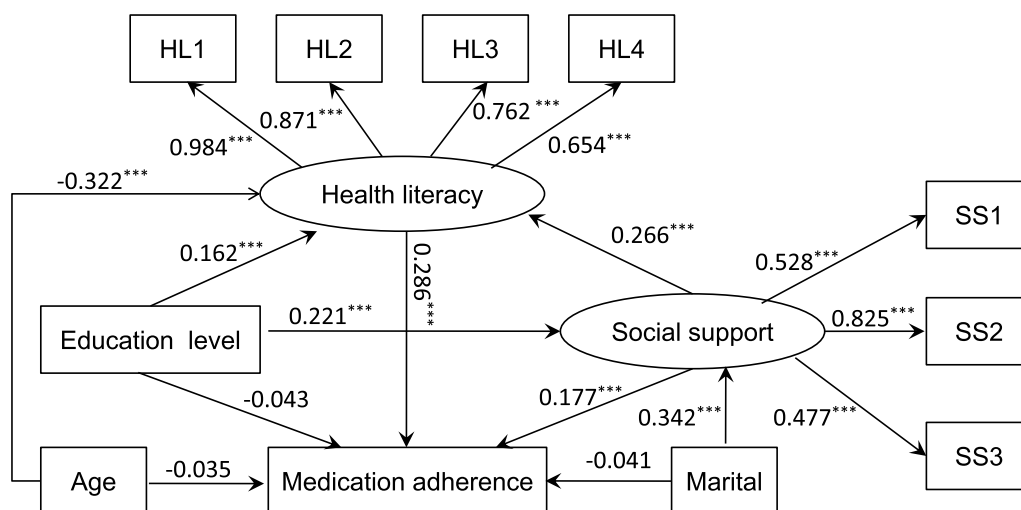 HL1
HL2
HL3
HL4
0.984***
0.871***
0.762***
0.654***
-0.322***
Health literacy
SS1
0.162***
0.286***
0.266***
0.528***
Education level
0.221***
Social support
0.825***
SS2
-0.043
0.177***
0.342***
0.477***
Age
-0.035
Medication adherence
-0.041
Marital
SS3